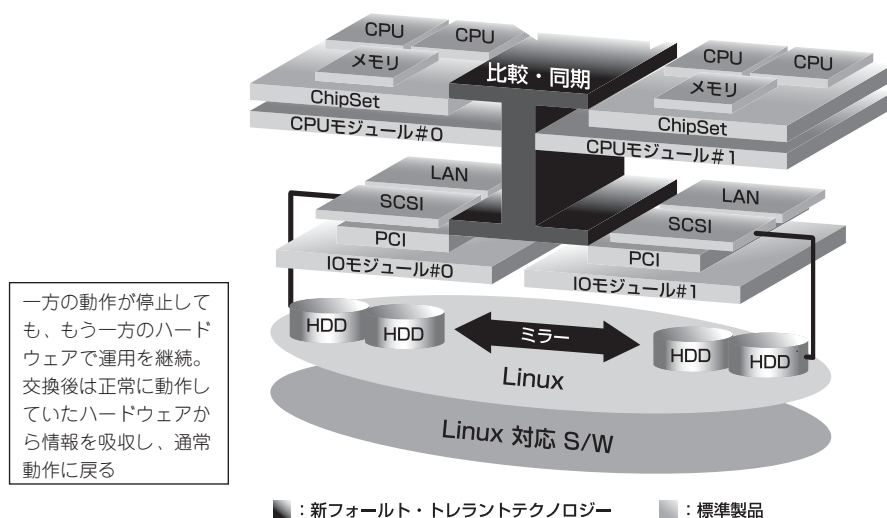 CPU
CPU
メモリ
ChipSet
CPUモジュール#0
比較・同期
CPU
CPU
メモリ
ChipSet
CPUモジュール#1
LAN
SCSI
PCI
IOモジュール#0
LAN
SCSI
PCI
IOモジュール#1
一方の動作が停止して
も、もう一方のハード
ウェアで運用を継続。
交換後は正常に動作し
ていたハードウェアか
ら情報を吸収し、通常
動作に戻る
HDD
HDD
ミラー
HDD
HDD
Linux
Linux 対応 S/W
：新フォールト・トレラントテクノロジー
：標準製品